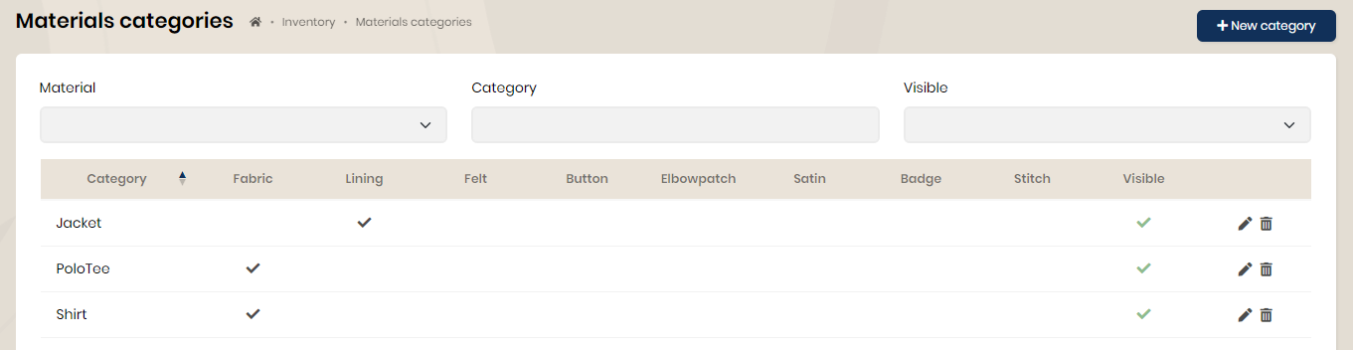 Materials categories
Inventory · Materials categories
+ New category
Material
Category
Visible
Category Fabric Lining Felt Button Elbowpatch Satin Badge Stitch Visible
Jacket
PoloTee
Shirt